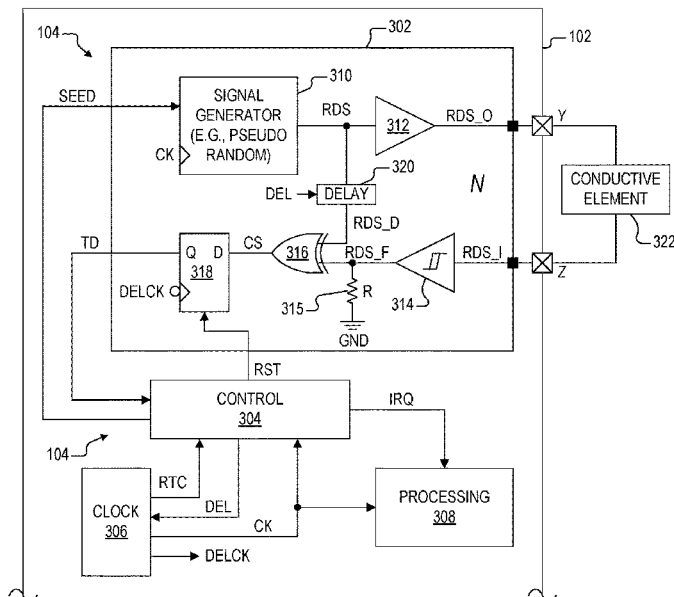 104
302
102
310
SEED
SIGNAL
GENERATOR
(E.G., PSEUDO
RANDOM)
CK
RDS
312
RDS_O
Y
320
DEL
DELAY
N
CONDUCTIVE
ELEMENT
322
RDS_D
TD
Q D
318
CS
316
RDS_F
RDS_I
Z
DELCK
315
R
314
GND
RST
CONTROL
304
IRQ
104
RTC
DEL
CLOCK
306
CK
DELCK
PROCESSING
308